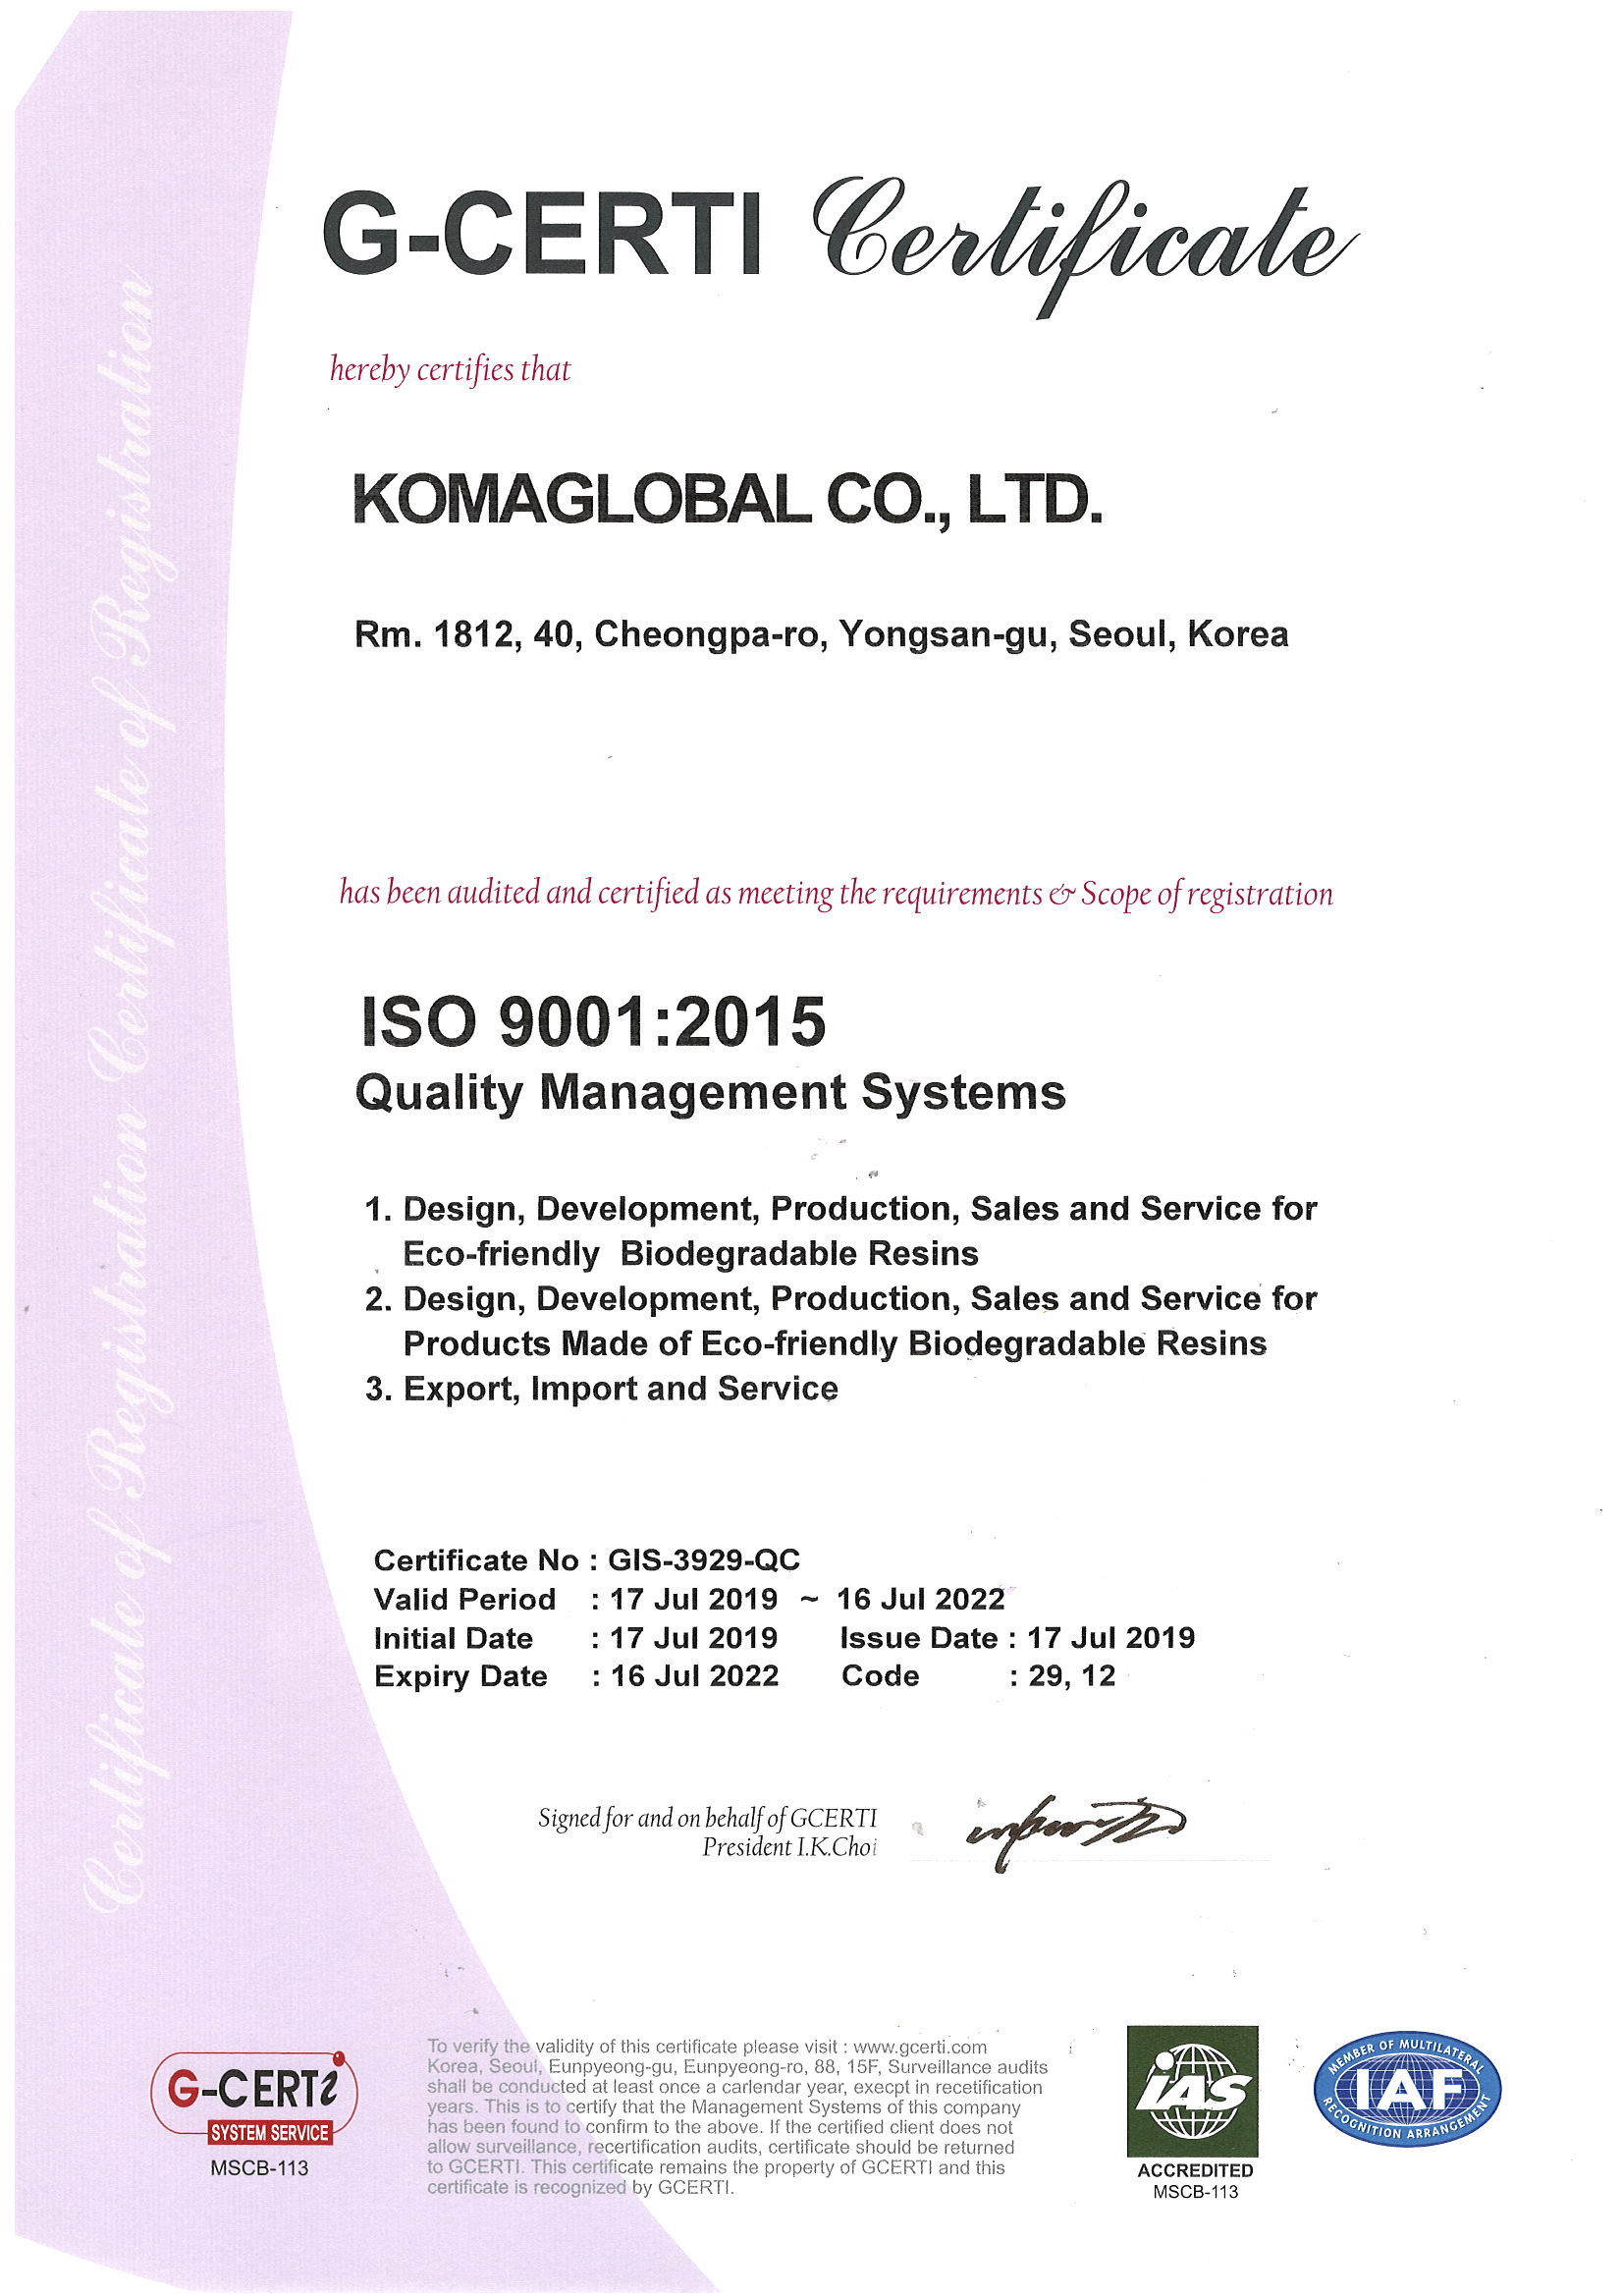 G-CERTI Certificate
hereby certifies that
KOMAGLOBAL CO., LTD.
Rm. 1812, 40, Cheongpa-ro, Yongsan-gu, Seoul, Korea
has been audited and certified as meeting the requirements & Scope of registration
ISO 9001:2015
Quality Management Systems
1. Design, Development, Production, Sales and Service for
Eco-friendly Biodegradable Resins
2. Design, Development, Production, Sales and Service for
Products Made of Eco-friendly Biodegradable Resins
3. Export, Import and Service
Certificate No : GIS-3929-QC
Valid Period : 17 Jul 2019 ~ 16 Jul 2022
Initial Date : 17 Jul 2019 Issue Date : 17 Jul 2019
Expiry Date : 16 Jul 2022 Code : 29, 12
Signed for and on behalf of GCERTI
President I.K.Choi
To verify the validity of this certificate please visit : www.gcerti.com
Korea, Seoul, Eunpyeong-gu, Eunpyeong-ro, 88, 15F, Surveillance audits
shall be conducted at least once a carlendar year, execpt in recetification
years. This is to certify that the Management Systems of this company
has been found to confirm to the above. If the certified client does not
allow surveillance, recertification audits, certificate should be returned
to GCERTI. This certificate remains the property of GCERTI and this
certificate is recognized by GCERTI.
G-CERTi
SYSTEM SERVICE
MSCB-113
IAS
ACCREDITED
MSCB-113
MEMBER OF MULTILATERAL
IAF
RECOGNITION ARRANGEMENT
Certificate of Registration Certificate of Registration